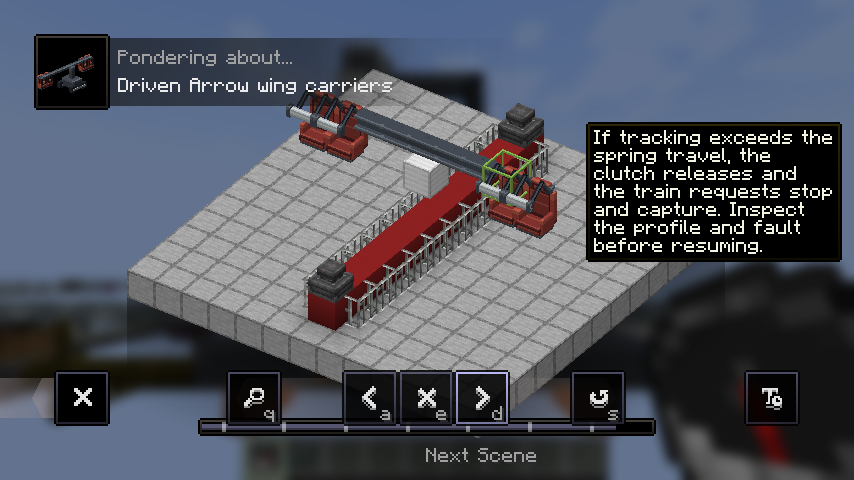 Pondering about...
Driven Arrow wing carriers
If tracking exceeds the
spring travel, the
clutch releases and
the train requests stop
and capture. Inspect
the profile and fault
before resuming.
q
a
e
d
s
Tc
Next Scene